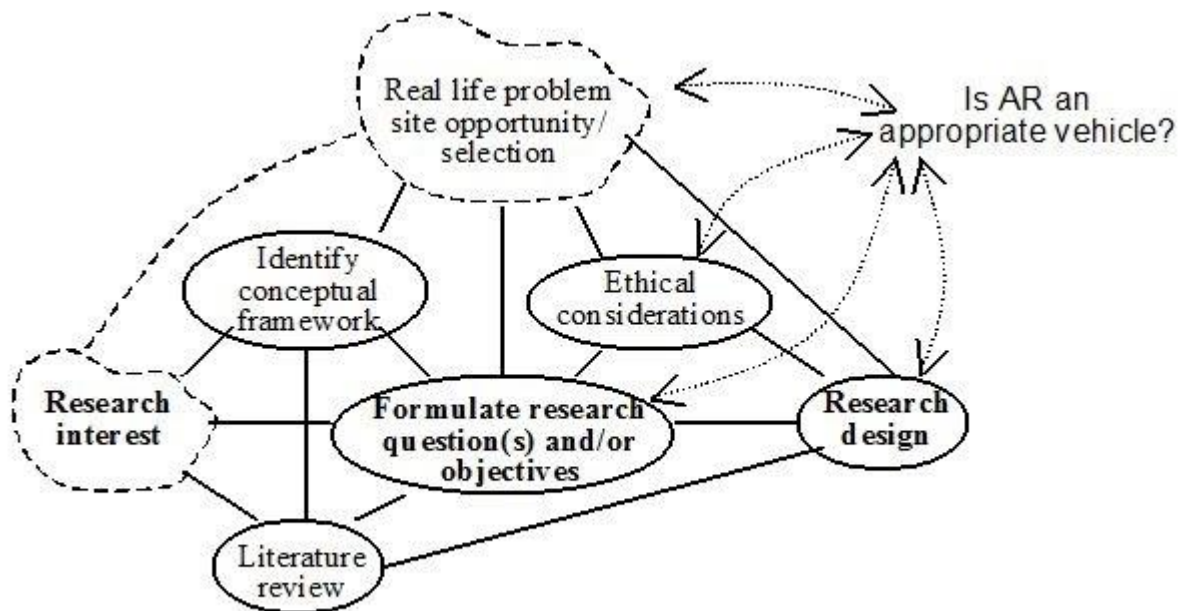 Real life problem
site opportunity/
selection
Is AR an
appropriate vehicle?
Identify
conceptual
framework
Ethical
considerations
Research
interest
Formulate research
question(s) and/or
objectives
Research
design
Literature
review